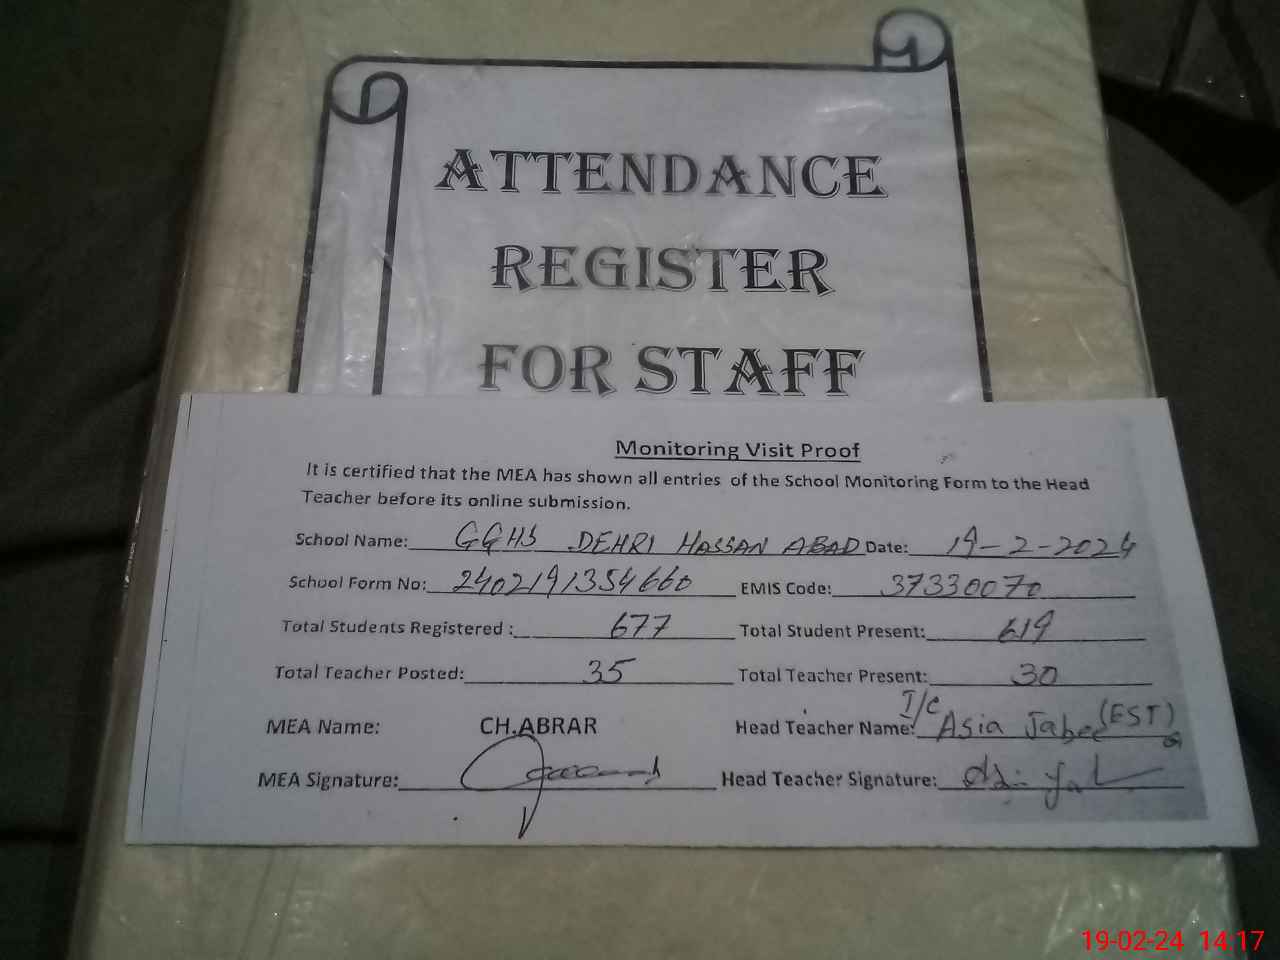 ATTENDANCE
REGISTER
FOR STAFF
Monitoring Visit Proof
It is certified that the MEA has shown all entries of the School Monitoring Form to the Head
Teacher before its online submission.
School Name: GGHS DEHRI HASSAN ABAD Date: 19-2-2024
School Form No: 2402191354660 EMIS Code: 37330070
Total Students Registered : 677 Total Student Present: 619
Total Teacher Posted: 35 Total Teacher Present: 30
MEA Name: CH.ABRAR Head Teacher Name: I/C Asia (EST)
MEA Signature: Head Teacher Signature:
19-02-24 14:17